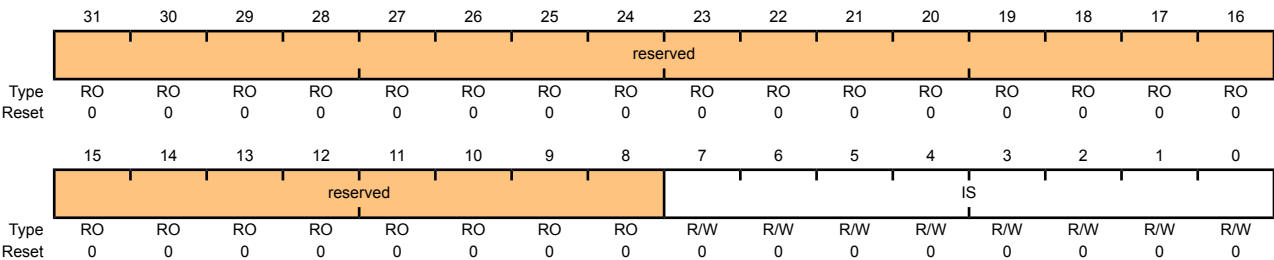 31 30 29 28 27 26 25 24 23 22 21 20 19 18 17 16
reserved
Type RO RO RO RO RO RO RO RO RO RO RO RO RO RO RO RO
Reset 0 0 0 0 0 0 0 0 0 0 0 0 0 0 0 0
15 14 13 12 11 10 9 8 7 6 5 4 3 2 1 0
reserved IS
Type RO RO RO RO RO RO RO RO R/W R/W R/W R/W R/W R/W R/W R/W
Reset 0 0 0 0 0 0 0 0 0 0 0 0 0 0 0 0